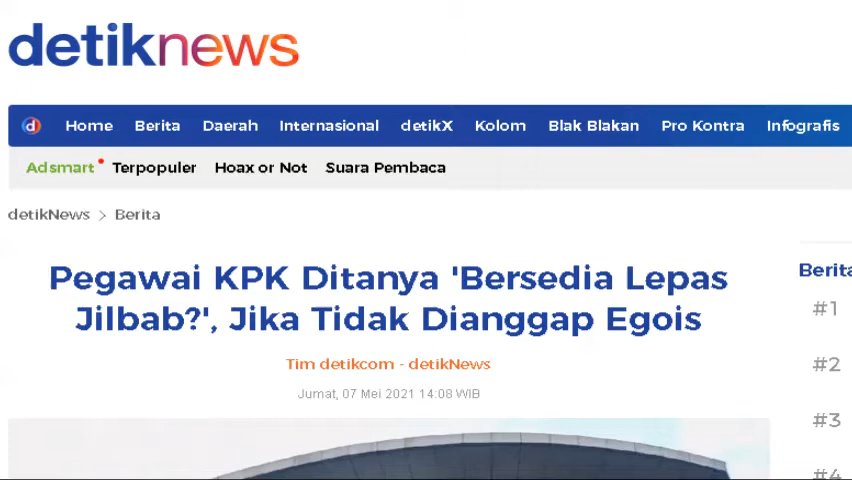 detiknews
d Home Berita Daerah Internasional detikX Kolom Blak Blakan Pro Kontra Infografis
Adsmart Terpopuler Hoax or Not Suara Pembaca
detikNews > Berita
Pegawai KPK Ditanya 'Bersedia Lepas
Jilbab?', Jika Tidak Dianggap Egois
Tim detikcom - detikNews
Jumat, 07 Mei 2021 14:08 WIB
#1
#2
#3
#4